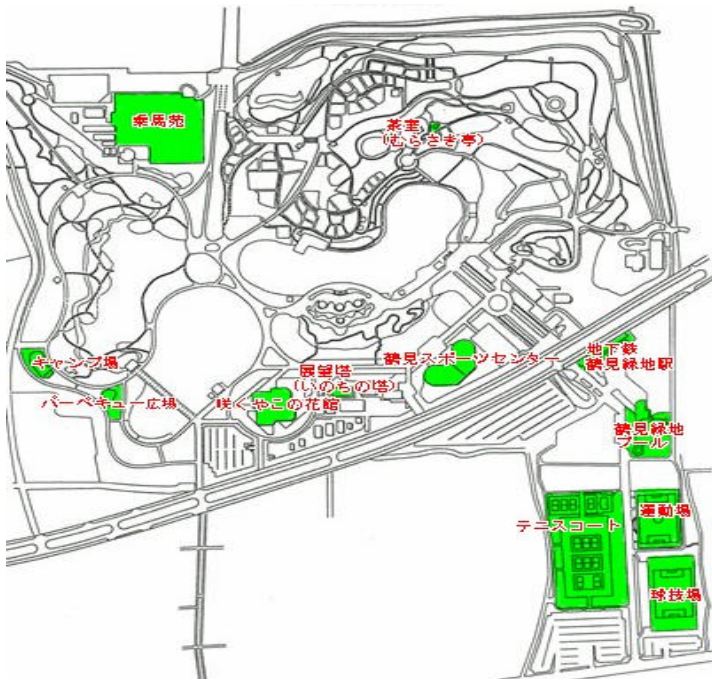 乗馬苑
茶室
(むらさぎ亭)
キャンプ場
バーベキュー広場
展望塔
(いのちの塔)
咲くやこの花館
鶴見スポーツセンター
地下鉄
鶴見緑地駅
鶴見緑地
プール
テニスコート
運動場
球技場